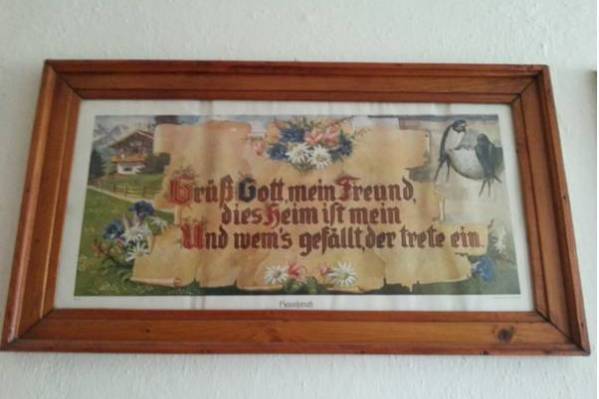 Grüß Gott, mein Freund,
dies Heim ist mein
Und wem's gefällt, der trete ein.